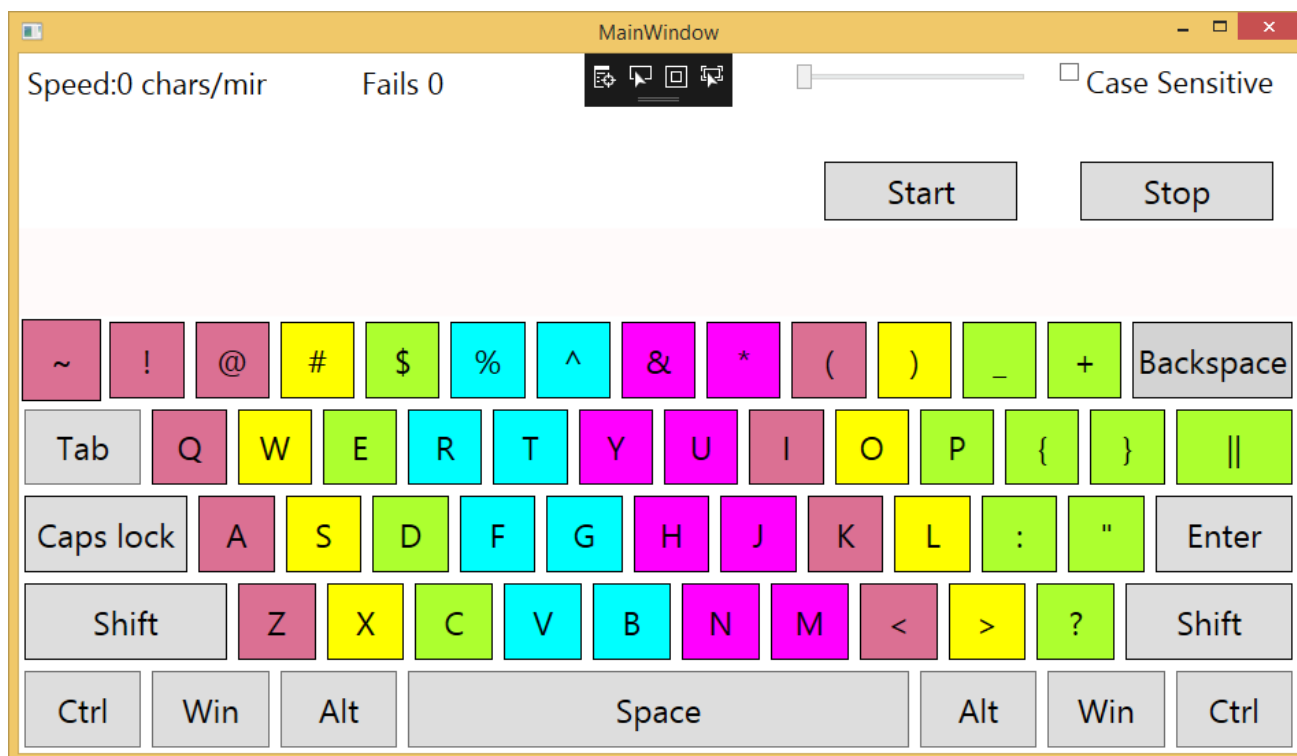 MainWindow
Speed:0 chars/mir Fails 0 Case Sensitive
Start Stop
~ ! @ # $ % ^ & * ( ) _ + Backspace
Tab Q W E R T Y U I O P { } ||
Caps lock A S D F G H J K L : " Enter
Shift Z X C V B N M < > ? Shift
Ctrl Win Alt Space Alt Win Ctrl